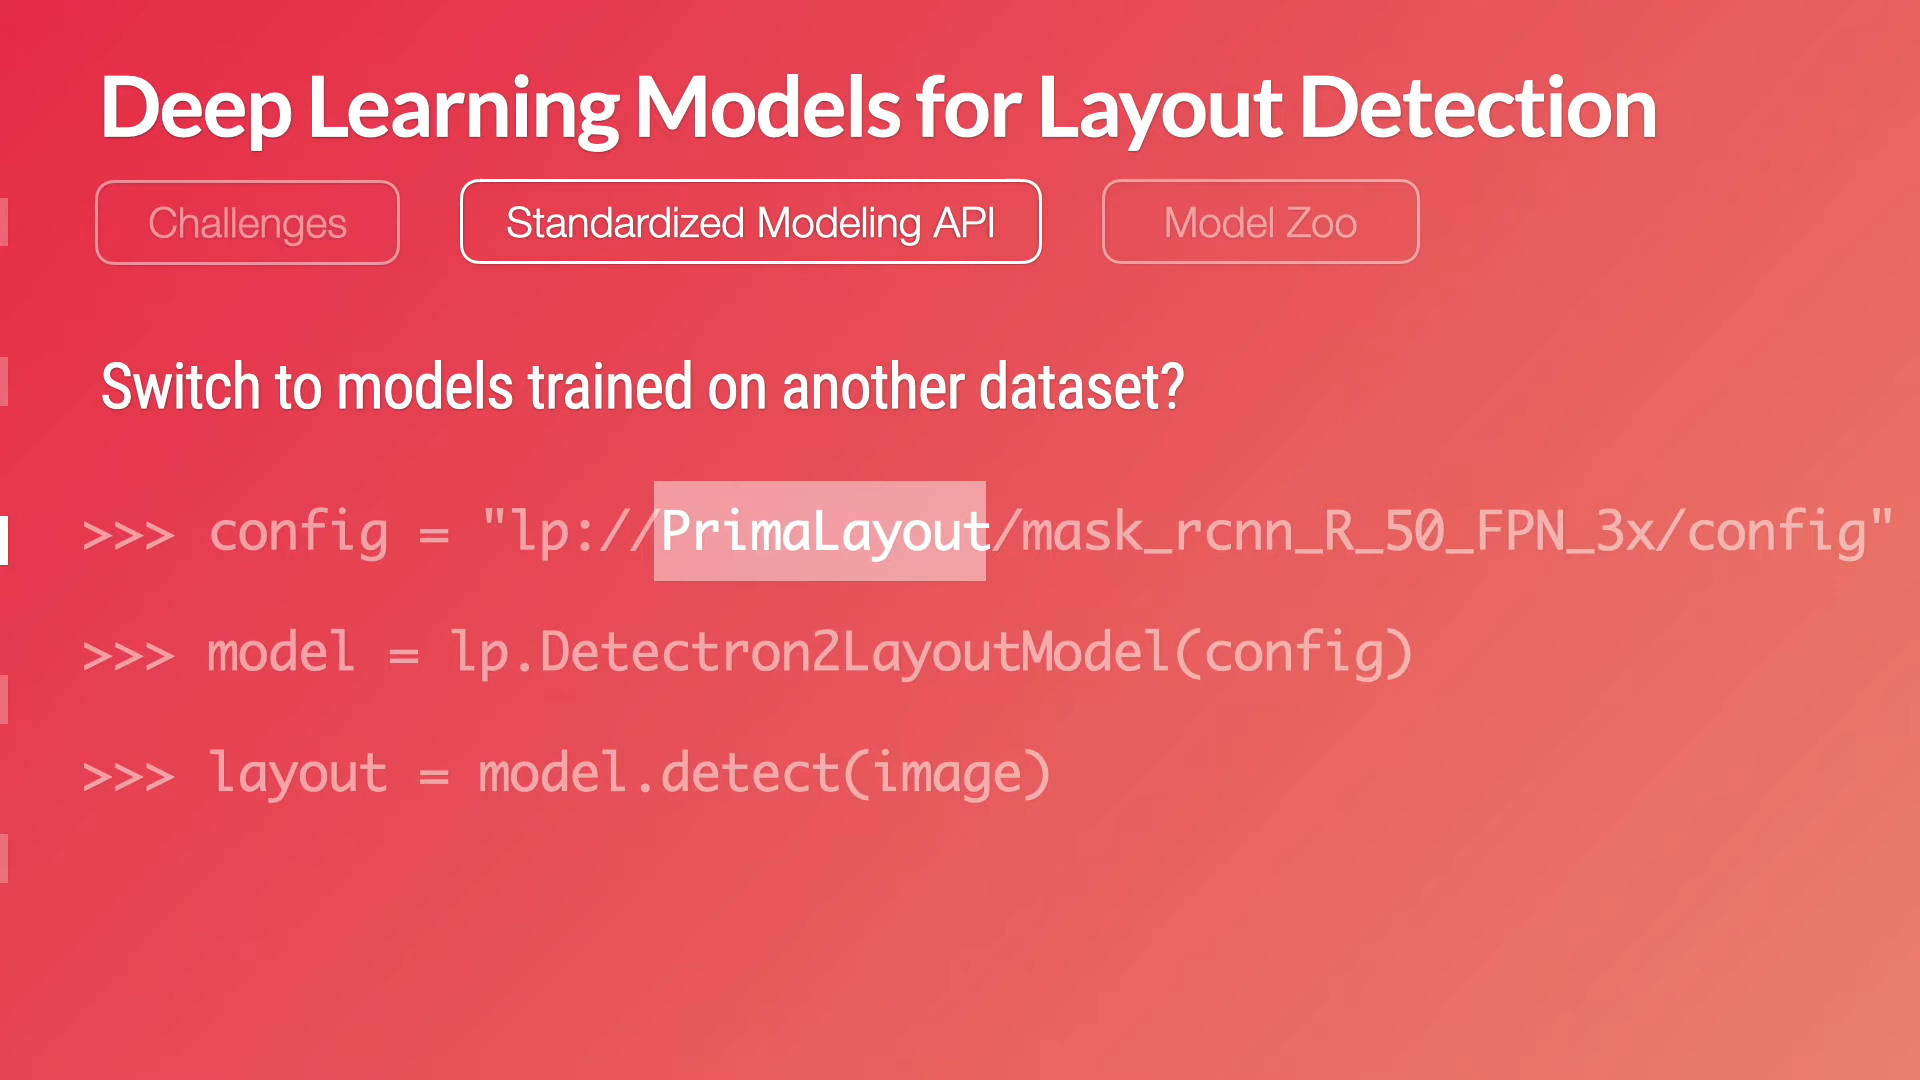 Deep Learning Models for Layout Detection
Challenges
Standardized Modeling API
Model Zoo
Switch to models trained on another dataset?
>>> config = "lp://PrimaLayout/mask_rcnn_R_50_FPN_3x/config"
>>> model = lp.Detectron2LayoutModel(config)
>>> layout = model.detect(image)